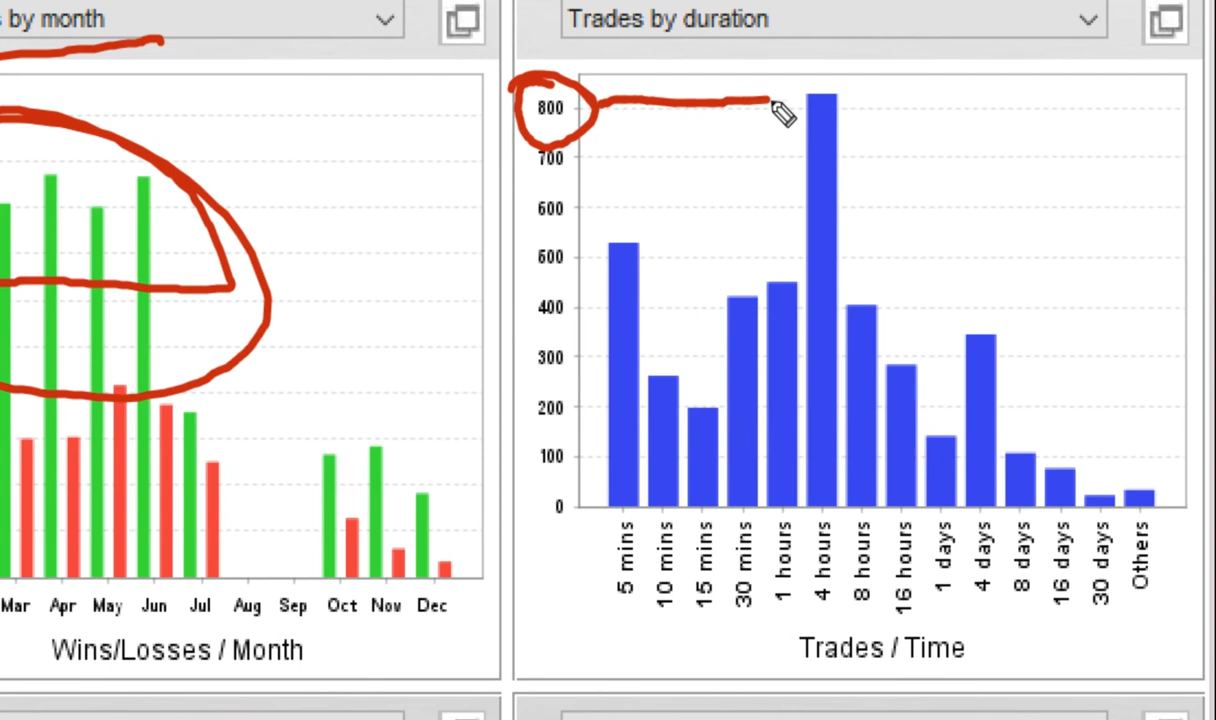 s by month
Mar Apr May Jun Jul Aug Sep Oct Nov Dec
Wins/Losses / Month
Trades by duration
800
700
600
500
400
300
200
100
0
5 mins
10 mins
15 mins
30 mins
1 hours
4 hours
8 hours
16 hours
1 days
4 days
8 days
16 days
30 days
Others
Trades / Time